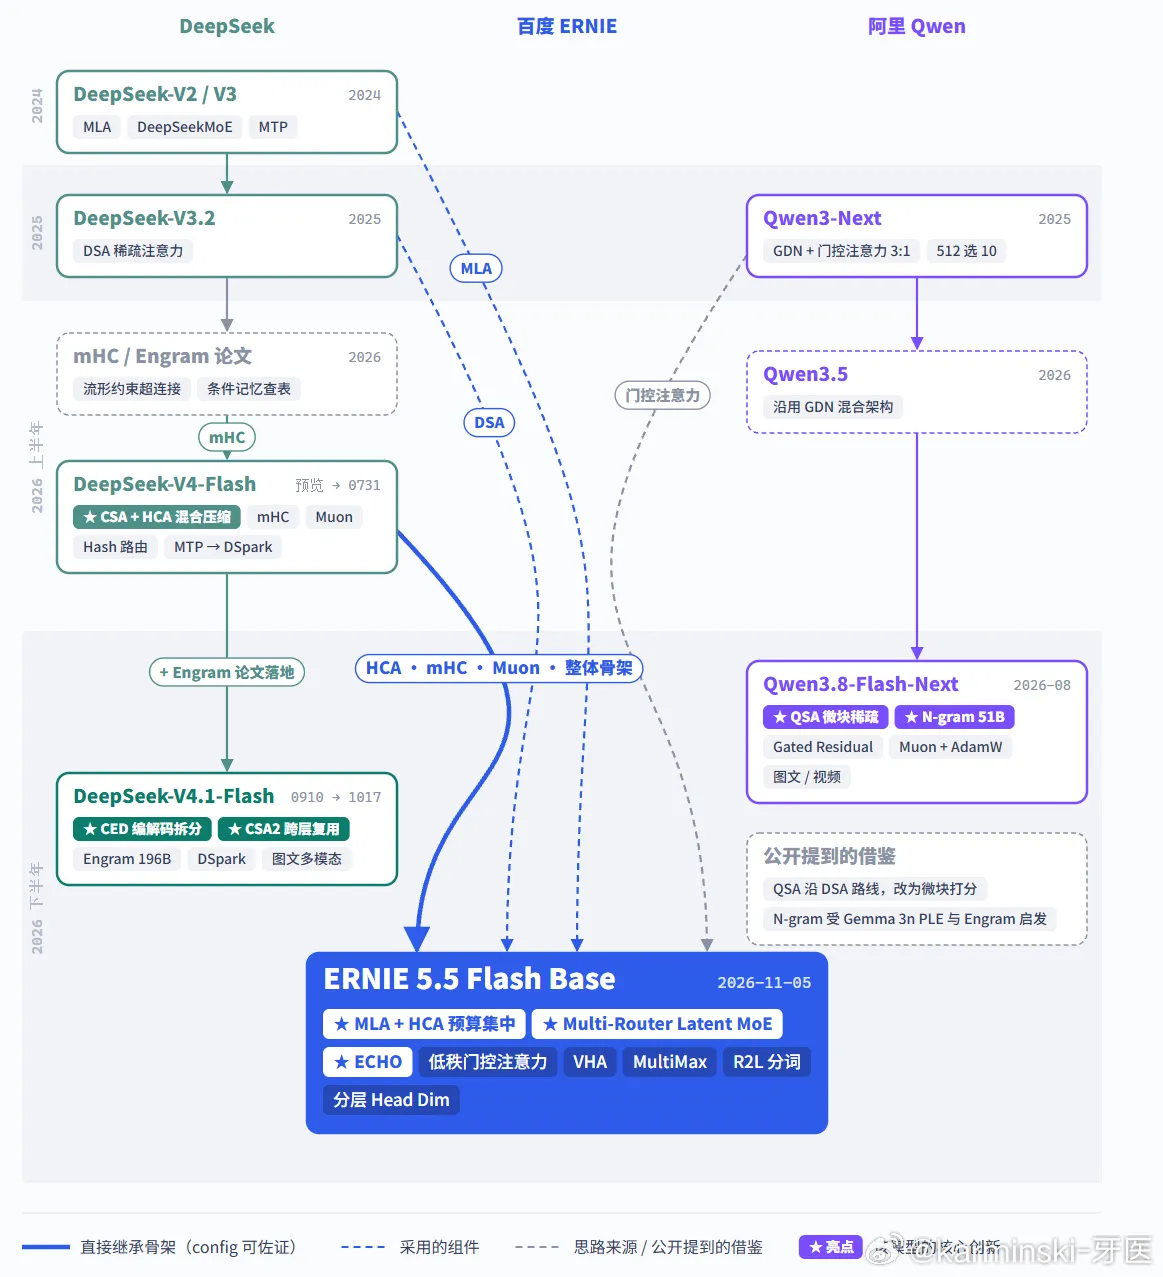 DeepSeek
百度 ERNIE
阿里 Qwen
2024
DeepSeek-V2 / V3
2024
MLA
DeepSeekMoE
MTP
2025
DeepSeek-V3.2
2025
DSA 稀疏注意力
Qwen3-Next
2025
GDN + 门控注意力 3:1
512 选 10
MLA
mHC / Engram 论文
2026
流形约束超连接
条件记忆查表
Qwen3.5
2026
沿用 GDN 混合架构
门控注意力
DSA
mHC
2026 上半年
DeepSeek-V4-Flash
预览 → 0731
★ CSA + HCA 混合压缩
mHC
Muon
Hash 路由
MTP → DSpark
+ Engram 论文落地
HCA · mHC · Muon · 整体骨架
Qwen3.8-Flash-Next
2026-08
★ QSA 微块稀疏
★ N-gram 51B
Gated Residual
Muon + AdamW
图文 / 视频
DeepSeek-V4.1-Flash
0910 → 1017
★ CED 编解码拆分
★ CSA2 跨层复用
Engram 196B
DSpark
图文多模态
公开提到的借鉴
QSA 沿 DSA 路线，改为微块打分
N-gram 受 Gemma 3n PLE 与 Engram 启发
2026 下半年
ERNIE 5.5 Flash Base
2026-11-05
★ MLA + HCA 预算集中
★ Multi-Router Latent MoE
★ ECHO
低秩门控注意力
VHA
MultiMax
R2L 分词
分层 Head Dim
直接继承骨架（config 可佐证）
采用的组件
思路来源 / 公开提到的借鉴
★ 亮点
该模型的核心创新
@karminski-牙医